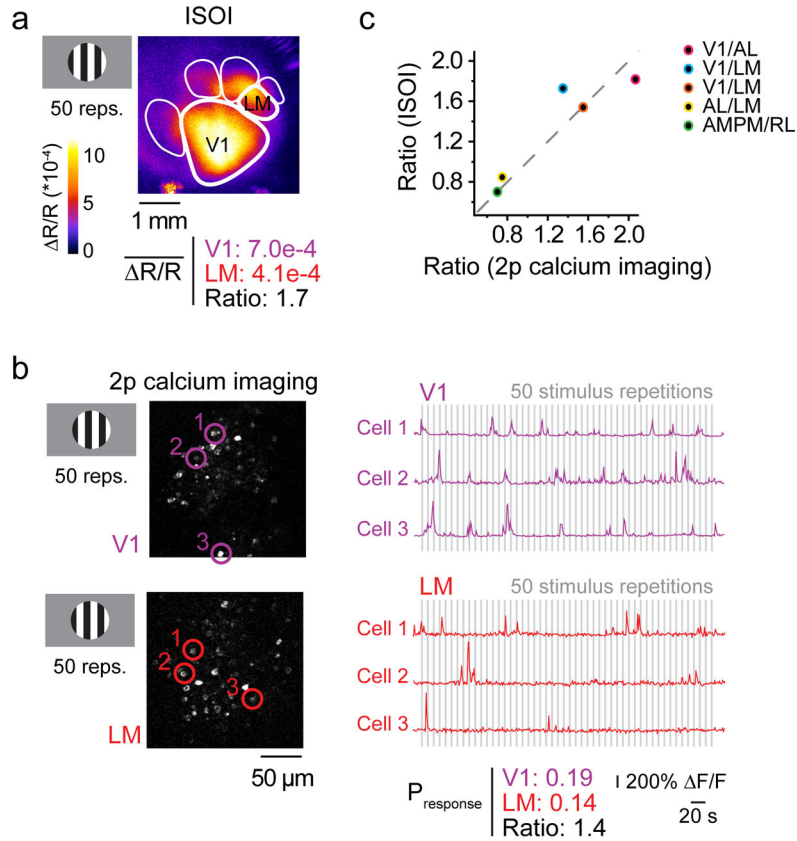 a
ISOI
50 reps.
LM
V1
10
5
0
ΔR/R (*10⁻⁴)
1 mm
ΔR/R
V1: 7.0e-4
LM: 4.1e-4
Ratio: 1.7
c
Ratio (ISOI)
2.0
1.6
1.2
0.8
0.8 1.2 1.6 2.0
Ratio (2p calcium imaging)
V1/AL
V1/LM
V1/LM
AL/LM
AMPM/RL
b
2p calcium imaging
50 reps.
1
2
3
V1
50 reps.
1
2
3
LM
50 µm
V1 50 stimulus repetitions
Cell 1
Cell 2
Cell 3
LM 50 stimulus repetitions
Cell 1
Cell 2
Cell 3
Presponse
V1: 0.19
LM: 0.14
Ratio: 1.4
200% ΔF/F
20 s